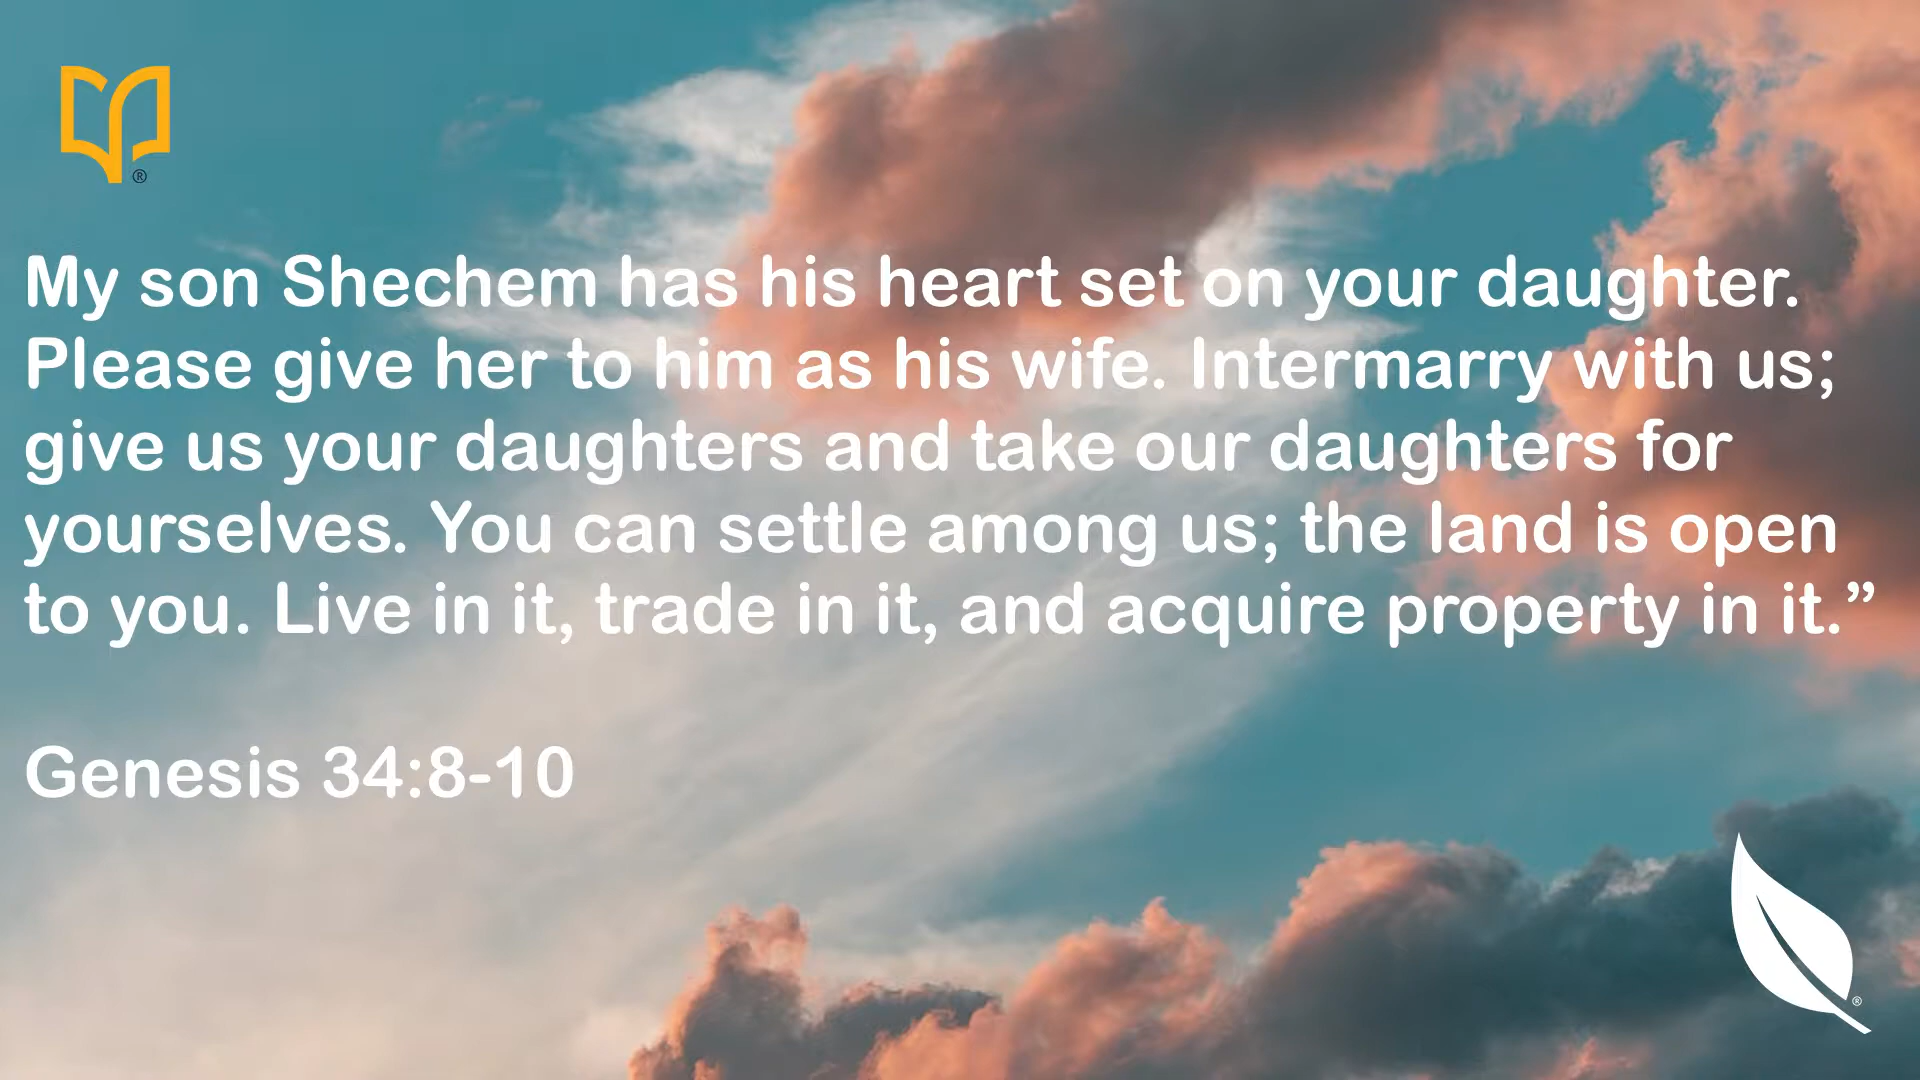 ®
My son Shechem has his heart set on your daughter.
Please give her to him as his wife. Intermarry with us;
give us your daughters and take our daughters for
yourselves. You can settle among us; the land is open
to you. Live in it, trade in it, and acquire property in it.”
Genesis 34:8-10
®